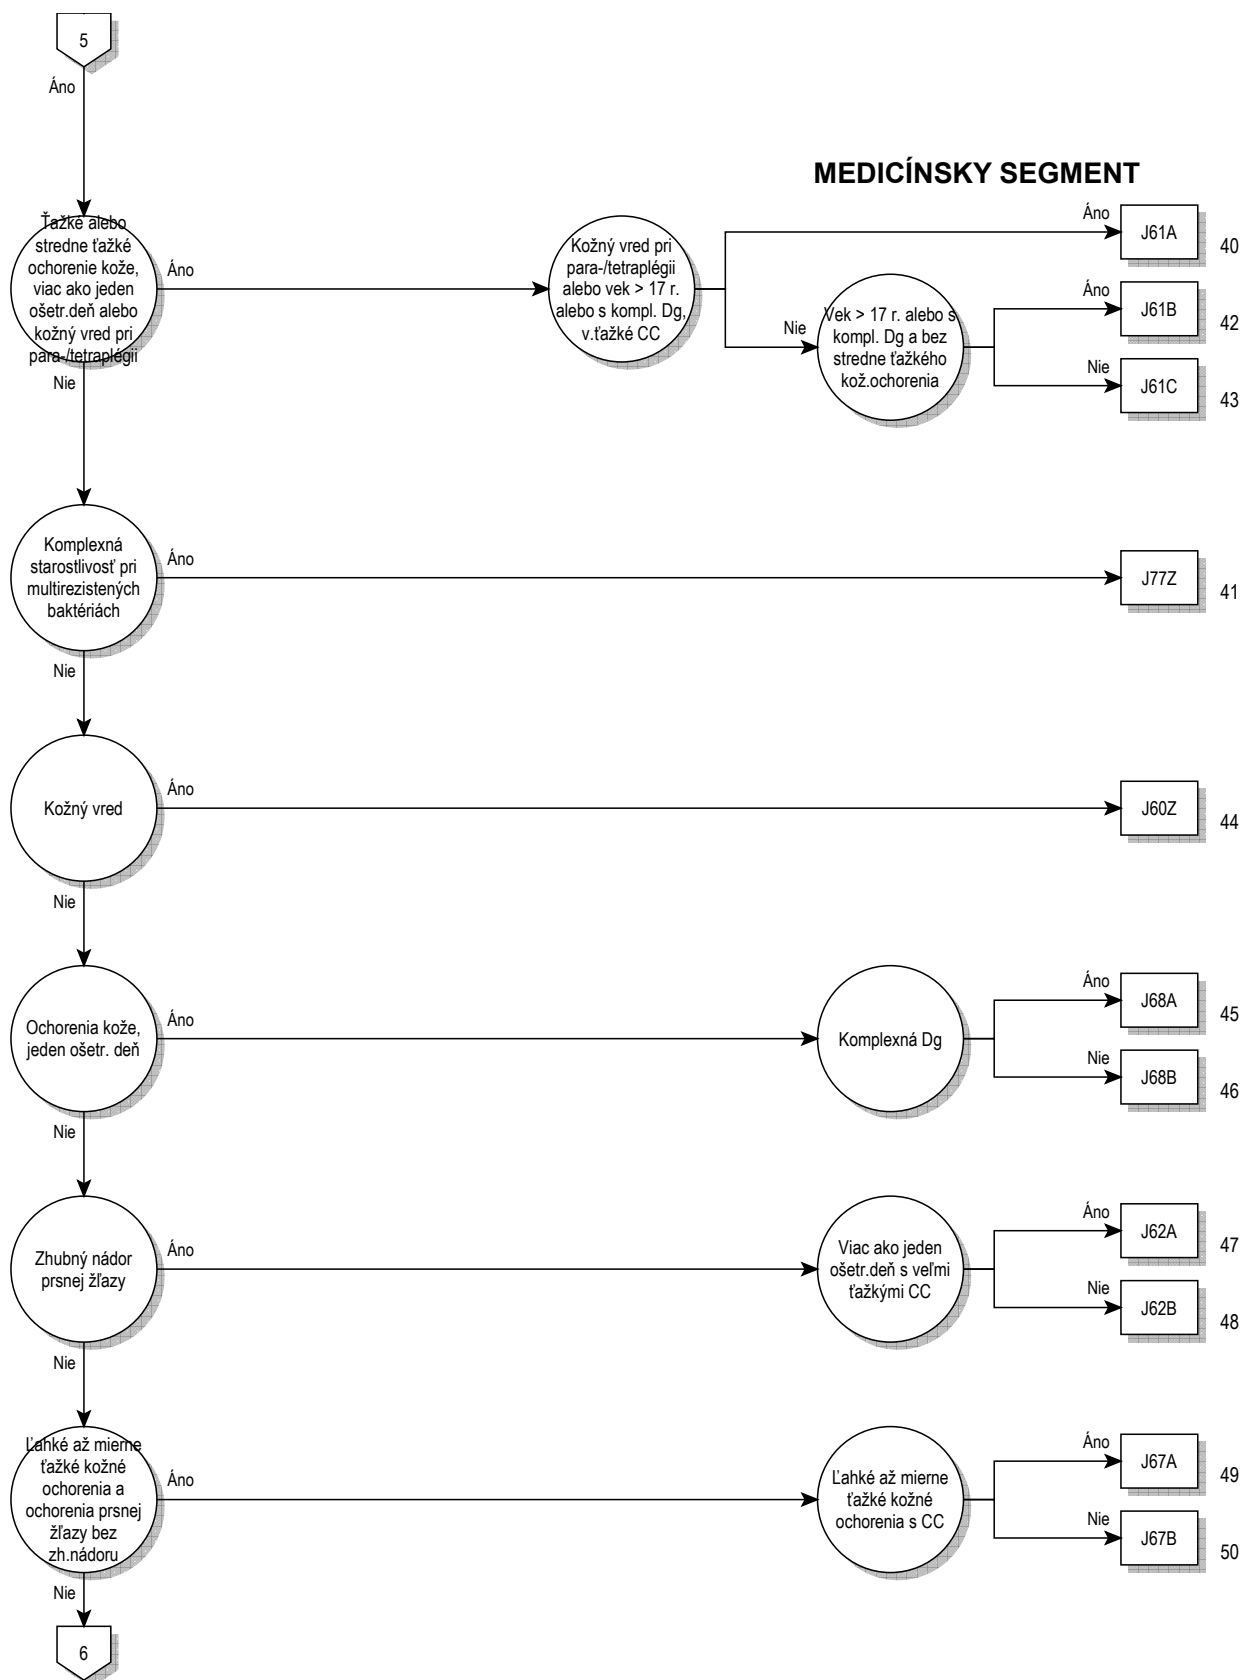 5
Áno
MEDICÍNSKY SEGMENT
Ťažké alebo
stredne ťažké
ochorenie kože,
viac ako jeden
ošetr.deň alebo
kožný vred pri
para-/tetraplégii
Áno
Kožný vred pri
para-/tetraplégii
alebo vek > 17 r.
alebo s kompl. Dg,
v.ťažké CC
Áno
J61A
40
Nie
Vek > 17 r. alebo s
kompl. Dg a bez
stredne ťažkého
kož.ochorenia
Áno
J61B
42
Nie
J61C
43
Nie
Komplexná
starostlivosť pri
multirezistených
baktériách
Áno
J77Z
41
Nie
Kožný vred
Áno
J60Z
44
Nie
Ochorenia kože,
jeden ošetr. deň
Áno
Komplexná Dg
Áno
J68A
45
Nie
J68B
46
Nie
Zhubný nádor
prsnej žľazy
Áno
Viac ako jeden
ošetr.deň s veľmi
ťažkými CC
Áno
J62A
47
Nie
J62B
48
Nie
Ľahké až mierne
ťažké kožné
ochorenia a
ochorenia prsnej
žľazy bez
zh.nádoru
Áno
Ľahké až mierne
ťažké kožné
ochorenia s CC
Áno
J67A
49
Nie
J67B
50
Nie
6